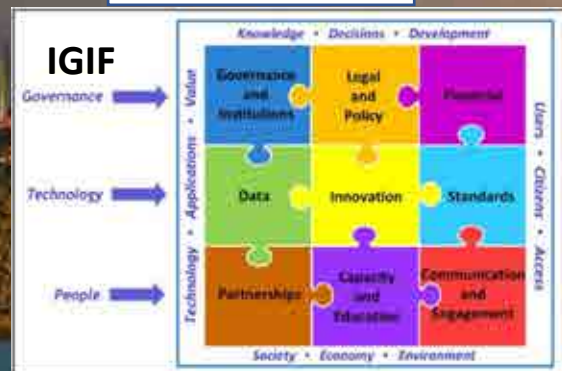 Knowledge • Decisions • Development
IGIF
Governance
Technology
People
Technology • Applications • Value
Governance
and
Institutions
Legal
and
Policy
Financial
Data
Innovation
Standards
Partnerships
Capacity
and
Education
Communication
and
Engagement
Users • Citizens • Access
Society • Economy • Environment